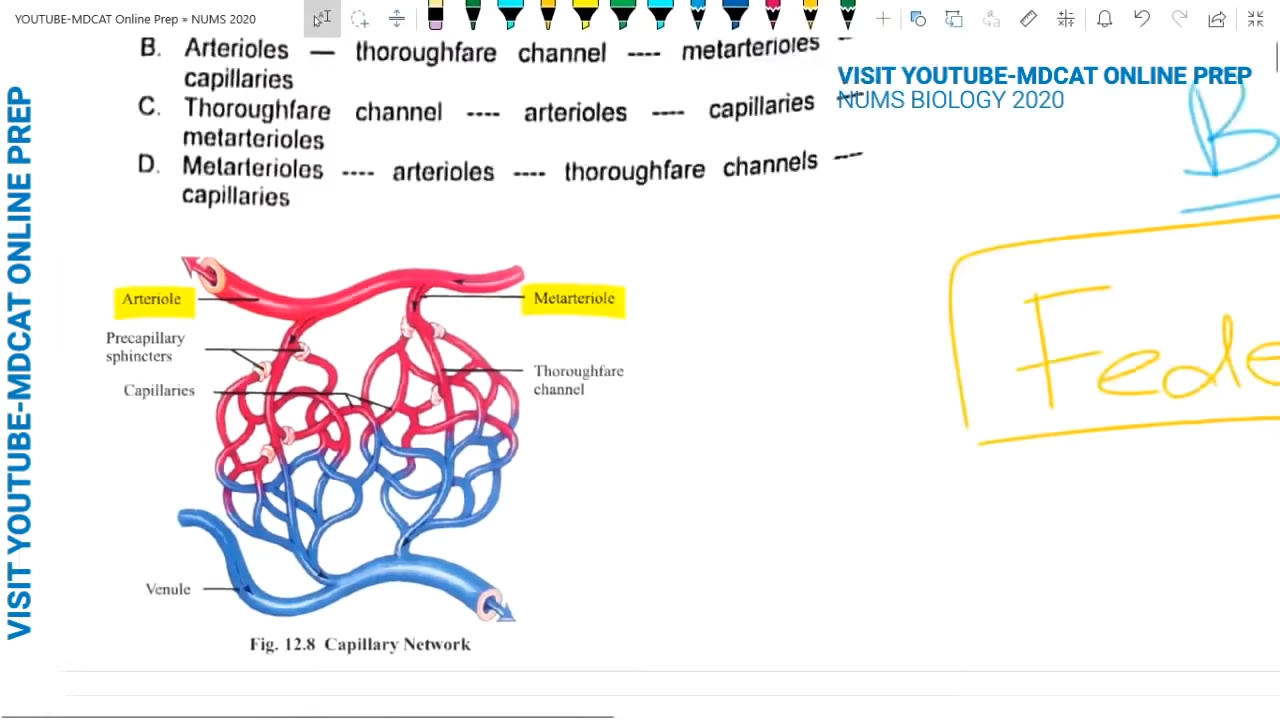 YOUTUBE-MDCAT Online Prep » NUMS 2020
B. Arterioles — thoroughfare channel ---- metarterioles –
capillaries
C. Thoroughfare channel ---- arterioles ---- capillaries ---
metarterioles
D. Metarterioles ---- arterioles ---- thoroughfare channels ---
capillaries
VISIT YOUTUBE-MDCAT ONLINE PREP
NUMS BIOLOGY 2020
B
Fede
VISIT YOUTUBE-MDCAT ONLINE PREP
Arteriole
Metarteriole
Precapillary
sphincters
Thoroughfare
channel
Capillaries
Venule
Fig. 12.8 Capillary Network